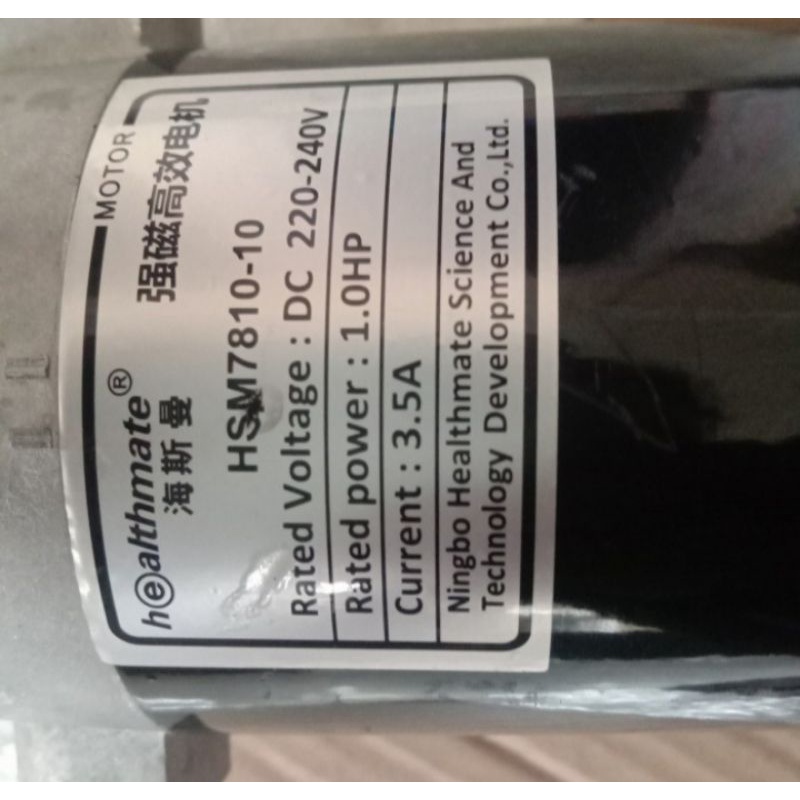 healthmate® MOTOR
海斯曼 强磁高效电机
HSM7810-10
Rated Voltage : DC 220-240V
Rated power : 1.0HP
Current : 3.5A
Ningbo Healthmate Science And
Technology Development Co.,Ltd.